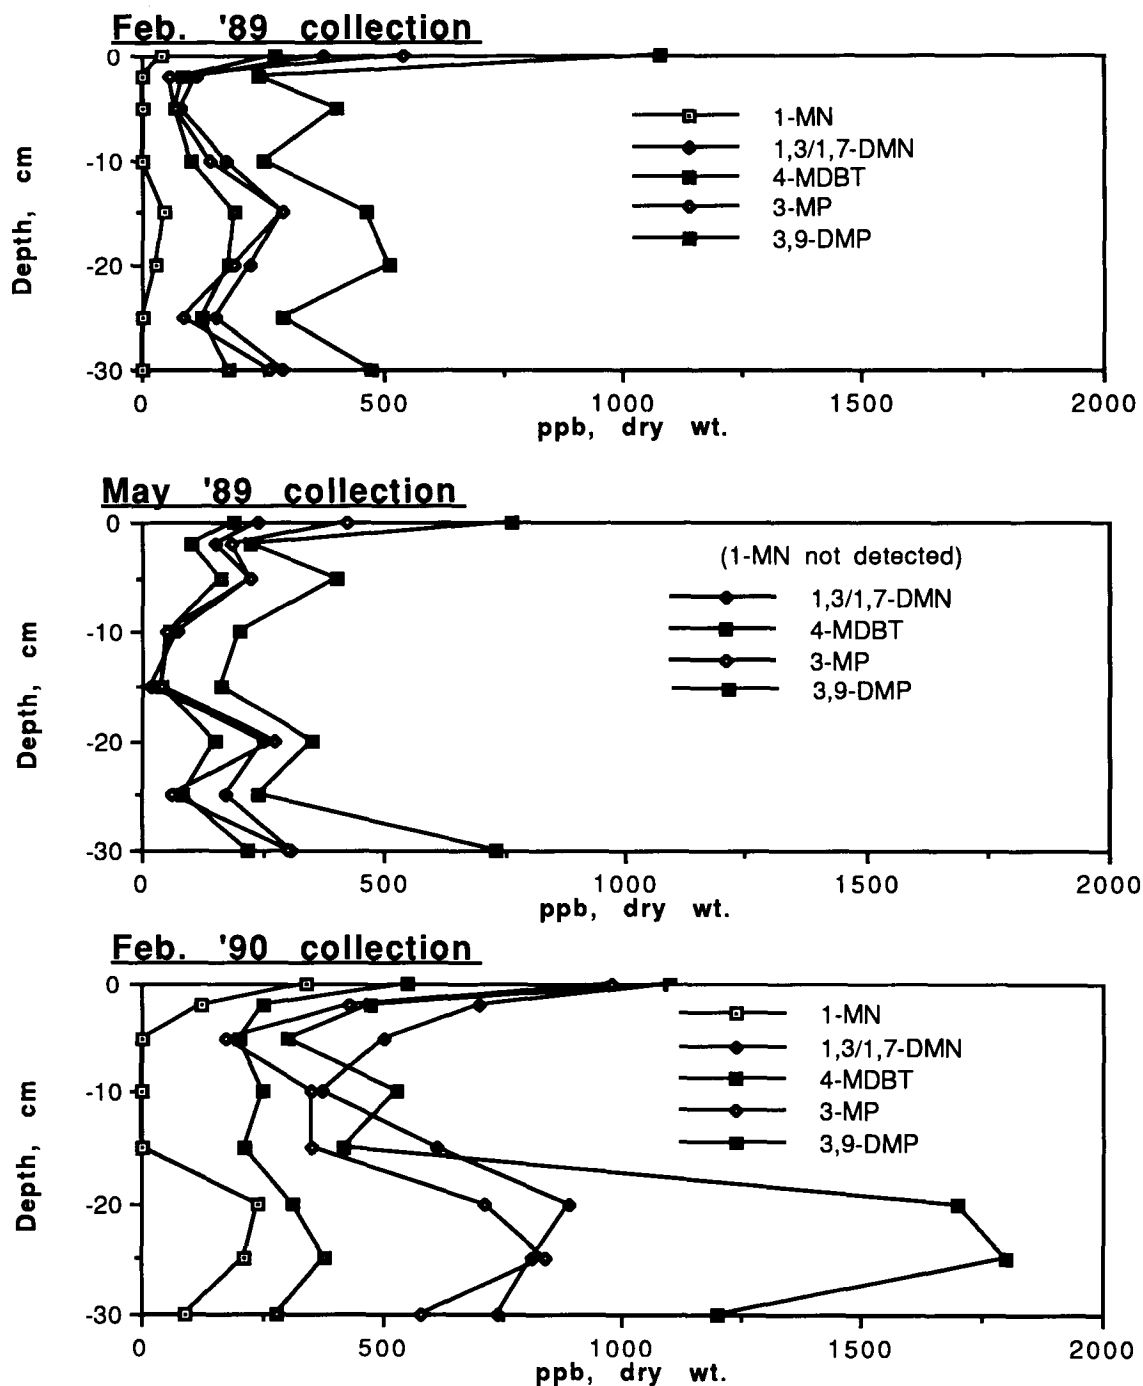 Feb. '89 collection
0
-10
-20
-30
Depth, cm
1-MN
1,3/1,7-DMN
4-MDBT
3-MP
3,9-DMP
0 500 1000 1500 2000
ppb, dry wt.
May '89 collection
0
-10
-20
-30
Depth, cm
(1-MN not detected)
1,3/1,7-DMN
4-MDBT
3-MP
3,9-DMP
0 500 1000 1500 2000
ppb, dry wt.
Feb. '90 collection
0
-10
-20
-30
Depth, cm
1-MN
1,3/1,7-DMN
4-MDBT
3-MP
3,9-DMP
0 500 1000 1500 2000
ppb, dry wt.